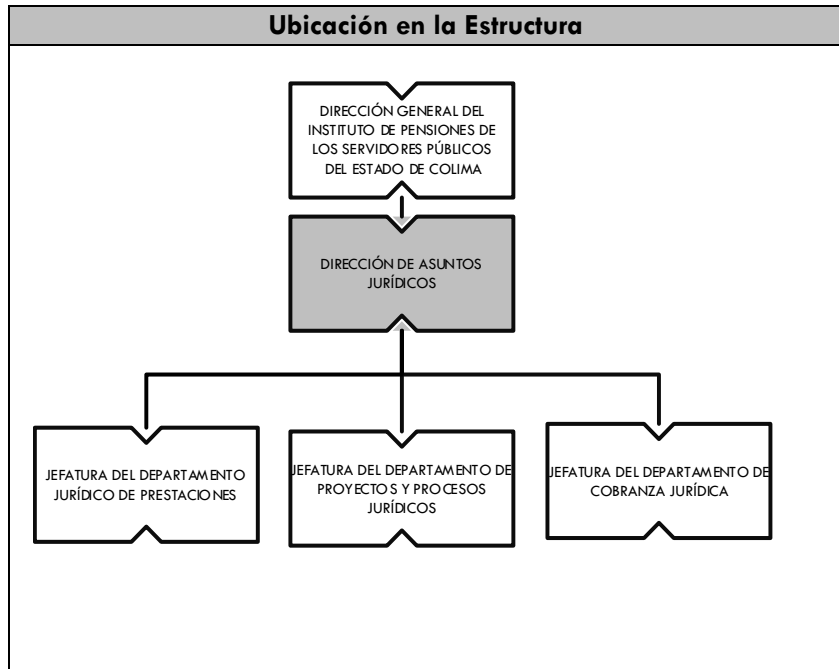 Ubicación en la Estructura
DIRECCIÓN GENERAL DEL
INSTITUTO DE PENSIONES DE
LOS SERVIDORES PÚBLICOS
DEL ESTADO DE COLIMA
DIRECCIÓN DE ASUNTOS
JURÍDICOS
JEFATURA DEL DEPARTAMENTO
JURÍDICO DE PRESTACIONES
JEFATURA DEL DEPARTAMENTO DE
PROYECTOS Y PROCESOS
JURÍDICOS
JEFATURA DEL DEPARTAMENTO DE
COBRANZA JURÍDICA